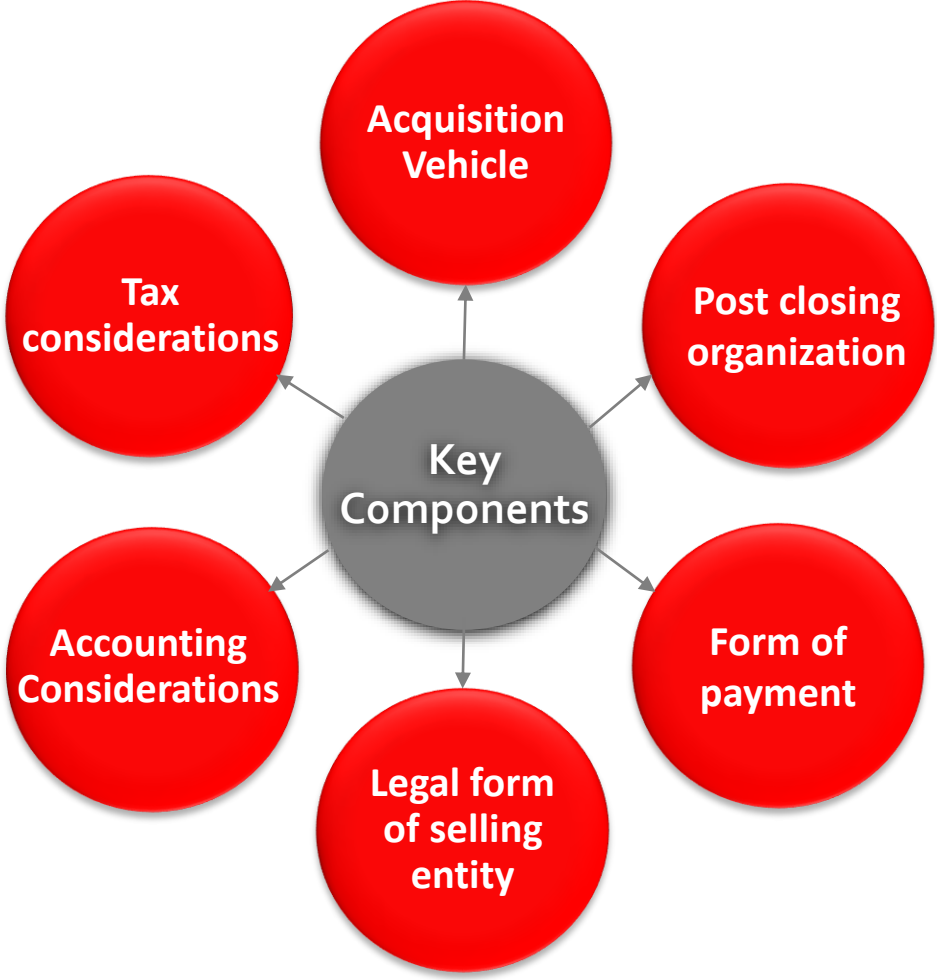 Acquisition
Vehicle
Tax
considerations
Post closing
organization
Key
Components
Accounting
Considerations
Form of
payment
Legal form
of selling
entity